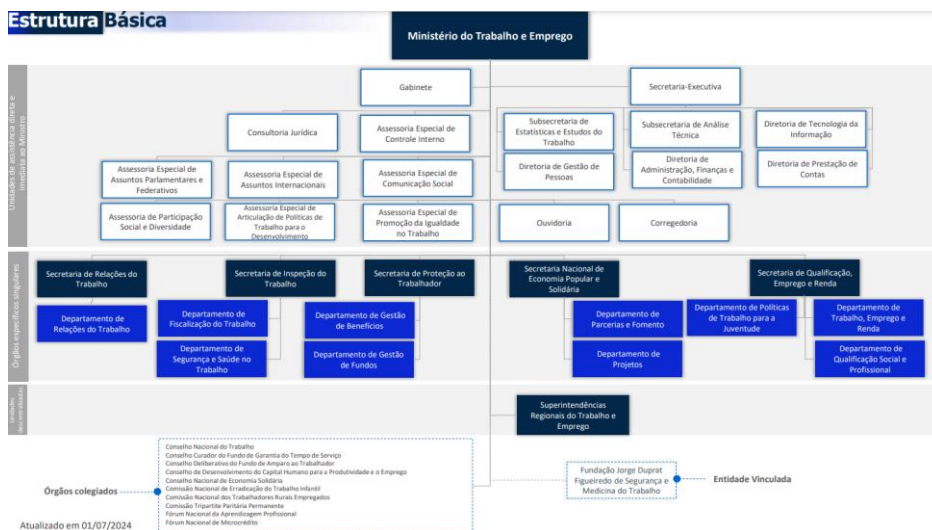 Estrutura Básica
Ministério do Trabalho e Emprego
Unidades de assistência direta e
imediata ao Ministro
Gabinete
Secretaria-Executiva
Consultoria Jurídica
Assessoria Especial de
Controle Interno
Subsecretaria de
Estatísticas e Estudos do
Trabalho
Subsecretaria de Análise
Técnica
Diretoria de Tecnologia da
Informação
Assessoria Especial de
Assuntos Parlamentares e
Federativos
Assessoria Especial de
Assuntos Internacionais
Assessoria Especial de
Comunicação Social
Diretoria de Gestão de
Pessoas
Diretoria de
Administração, Finanças e
Contabilidade
Diretoria de Prestação de
Contas
Assessoria de Participação
Social e Diversidade
Assessoria Especial de
Articulação de Políticas de
Trabalho para o
Desenvolvimento
Assessoria Especial de
Promoção da Igualdade
no Trabalho
Ouvidoria
Corregedoria
Órgãos específicos singulares
Secretaria de Relações do
Trabalho
Secretaria de Inspeção do
Trabalho
Secretaria de Proteção ao
Trabalhador
Secretaria Nacional de
Economia Popular e
Solidária
Secretaria de Qualificação,
Emprego e Renda
Departamento de
Relações do Trabalho
Departamento de
Fiscalização do Trabalho
Departamento de Gestão
de Benefícios
Departamento de
Parcerias e Fomento
Departamento de Políticas
de Trabalho para a
Juventude
Departamento de
Trabalho, Emprego e
Renda
Departamento de
Segurança e Saúde no
Trabalho
Departamento de Gestão
de Fundos
Departamento de
Projetos
Departamento de
Qualificação Social e
Profissional
Unidades
descentralizadas
Superintendências
Regionais do Trabalho e
Emprego
Órgãos colegiados
Conselho Nacional do Trabalho
Conselho Curador do Fundo de Garantia do Tempo de Serviço
Conselho Deliberativo do Fundo de Amparo ao Trabalhador
Conselho de Desenvolvimento do Capital Humano para a Produtividade e o Emprego
Conselho Nacional de Economia Solidária
Comissão Nacional de Erradicação do Trabalho Infantil
Comissão Nacional dos Trabalhadores Rurais Empregados
Comissão Tripartite Paritária Permanente
Fórum Nacional da Aprendizagem Profissional
Fórum Nacional de Microcrédito
Fundação Jorge Duprat
Figueiredo de Segurança e
Medicina do Trabalho
Entidade Vinculada
Atualizado em 01/07/2024